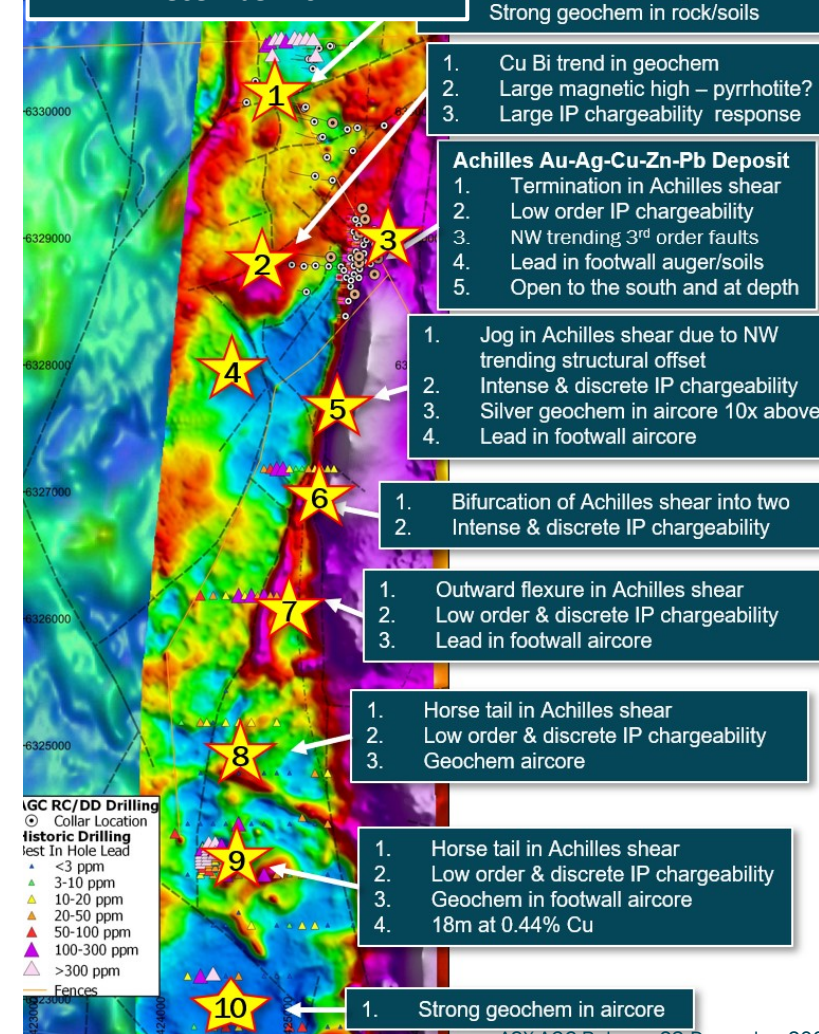 Strong geochem in rock/soils
1
6330000
1. Cu Bi trend in geochem
2. Large magnetic high – pyrrhotite?
3. Large IP chargeability response
Achilles Au-Ag-Cu-Zn-Pb Deposit
1. Termination in Achilles shear
2. Low order IP chargeability
3. NW trending 3rd order faults
4. Lead in footwall auger/soils
5. Open to the south and at depth
6329000
3
2
1. Jog in Achilles shear due to NW
trending structural offset
2. Intense & discrete IP chargeability
3. Silver geochem in aircore 10x above
4. Lead in footwall aircore
6328000
4
5
6327000
6
1. Bifurcation of Achilles shear into two
2. Intense & discrete IP chargeability
6326000
7
1. Outward flexure in Achilles shear
2. Low order & discrete IP chargeability
3. Lead in footwall aircore
6325000
8
1. Horse tail in Achilles shear
2. Low order & discrete IP chargeability
3. Geochem aircore
AGC RC/DD Drilling
Collar Location
Historic Drilling
Best In Hole Lead
<3 ppm
3-10 ppm
10-20 ppm
20-50 ppm
50-100 ppm
100-300 ppm
>300 ppm
Fences
9
1. Horse tail in Achilles shear
2. Low order & discrete IP chargeability
3. Geochem in footwall aircore
4. 18m at 0.44% Cu
10
1. Strong geochem in aircore